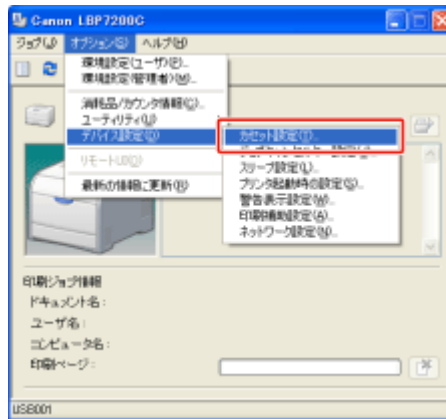 Canon LBP7200C
ジョブ(J) オプション(S) ヘルプ(H)
環境設定(ユーザ)(P)...
環境設定(管理者)(M)...
消耗品/カウンタ情報(C)...
ユーティリティ(U)
デバイス設定(D)
カセット設定(T)...
スリープ設定(L)...
プリンタ起動時の設定(S)...
警告表示設定(W)...
印刷補助設定(A)...
ネットワーク設定(N)...
リモートUI(Q)
最新の情報に更新(R)
印刷ジョブ情報
ドキュメント名:
ユーザ名:
コンピュータ名:
印刷ページ:
USB001